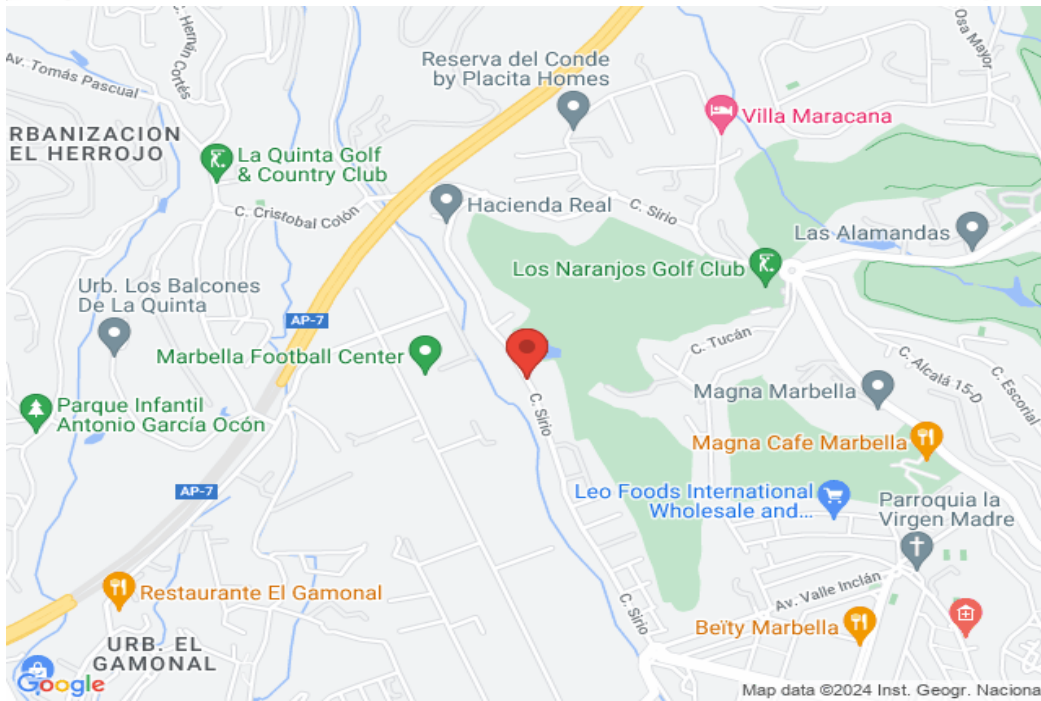 C. Hernán Cortés
Av. Tomás Pascual
Reserva del Conde
by Placita Homes
Osa Mayor
Villa Maracana
RBANIZACION
EL HERROJO
La Quinta Golf
& Country Club
C. Cristobal Colón
Hacienda Real
C. Sirio
Las Alamandas
Los Naranjos Golf Club
Urb. Los Balcones
De La Quinta
AP-7
Marbella Football Center
C. Tucán
C. Alcalá 15-D
C. Escorial
Magna Marbella
C. Sirio
Parque Infantil
Antonio García Ocón
Magna Cafe Marbella
AP-7
Leo Foods International
Wholesale and...
Parroquia la
Virgen Madre
Restaurante El Gamonal
Av. Valle Inclán
C. Sirio
Beïty Marbella
URB. EL
GAMONAL
Google
Map data ©2024 Inst. Geogr. Naciona